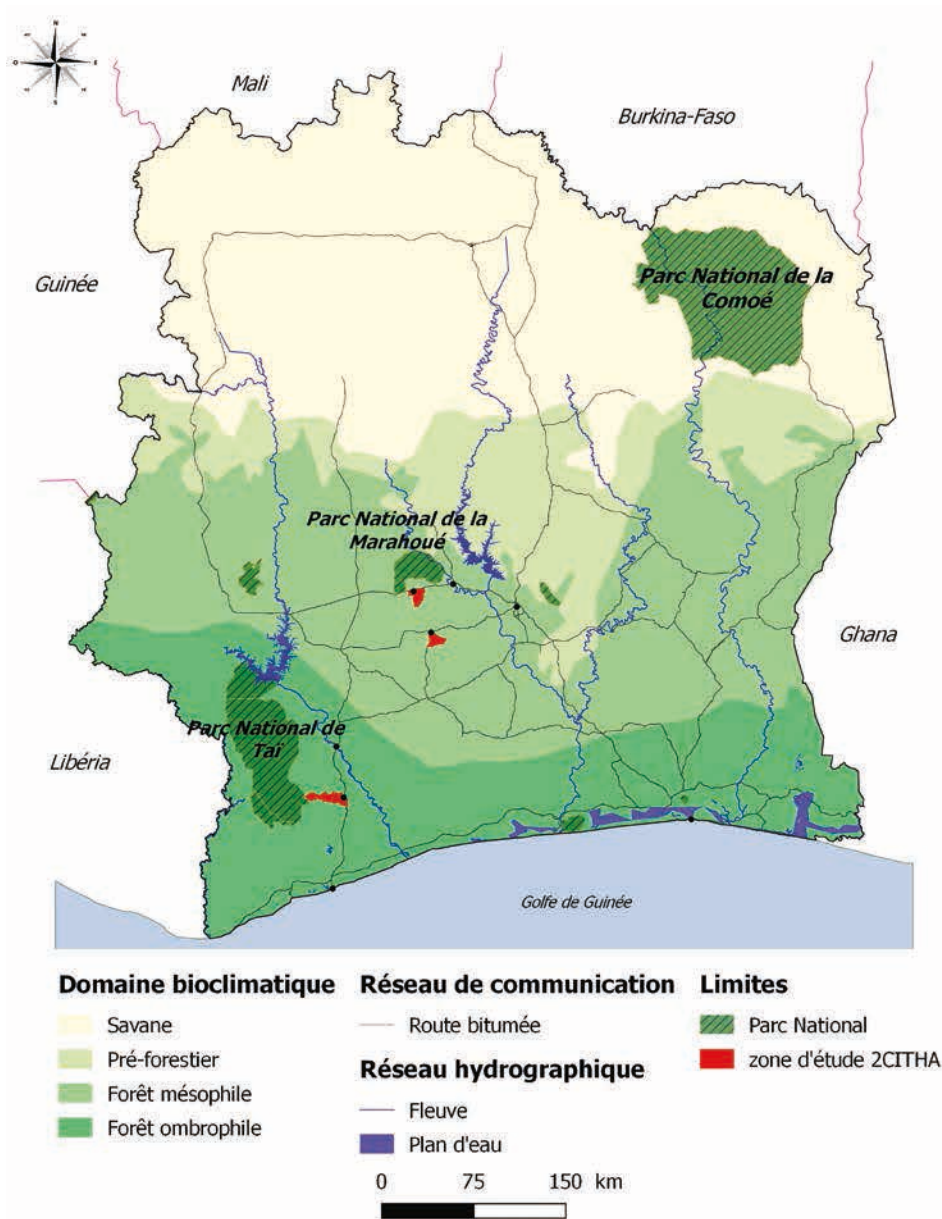 N
O
E
S
Mali
Burkina-Faso
Guinée
Parc National de la
Comoé
Parc National de la
Marahoué
Ghana
Parc National de
Taï
Libéria
Golfe de Guinée
Domaine bioclimatique
Savane
Pré-forestier
Forêt mésophile
Forêt ombrophile
Réseau de communication
Route bitumée
Réseau hydrographique
Fleuve
Plan d'eau
Limites
Parc National
zone d'étude 2CITHA
0 75 150 km